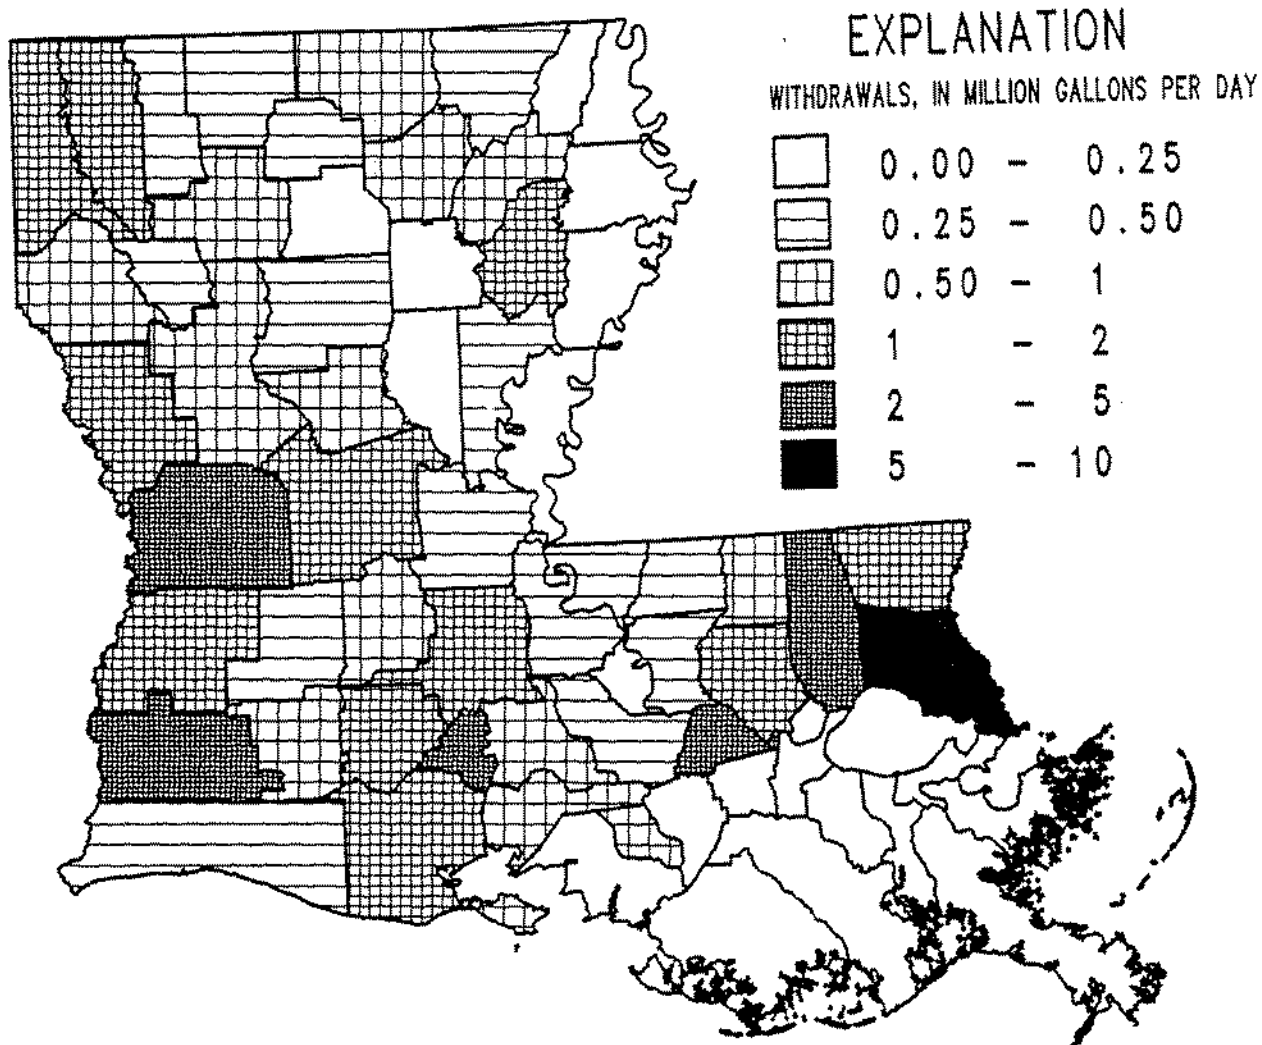 EXPLANATION
WITHDRAWALS, IN MILLION GALLONS PER DAY
0.00 - 0.25
0.25 - 0.50
0.50 - 1
1 - 2
2 - 5
5 - 10